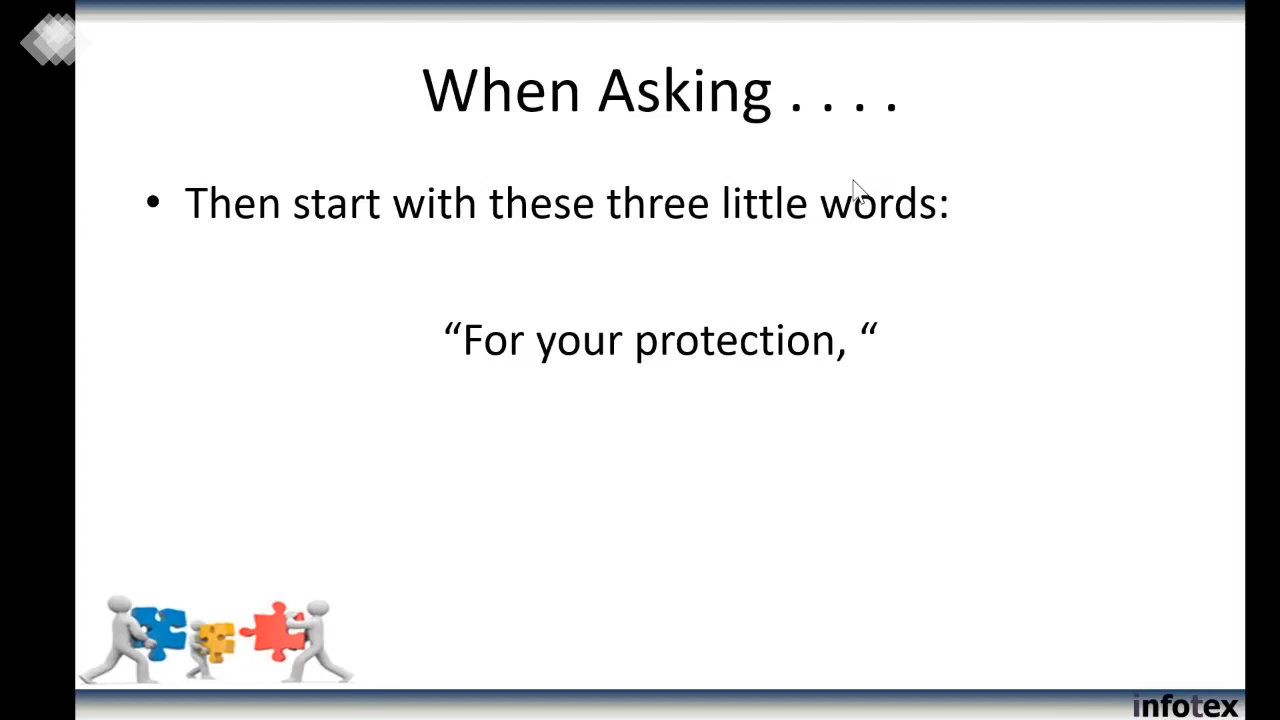 When Asking . . . .
• Then start with these three little words:
“For your protection, “
infotex